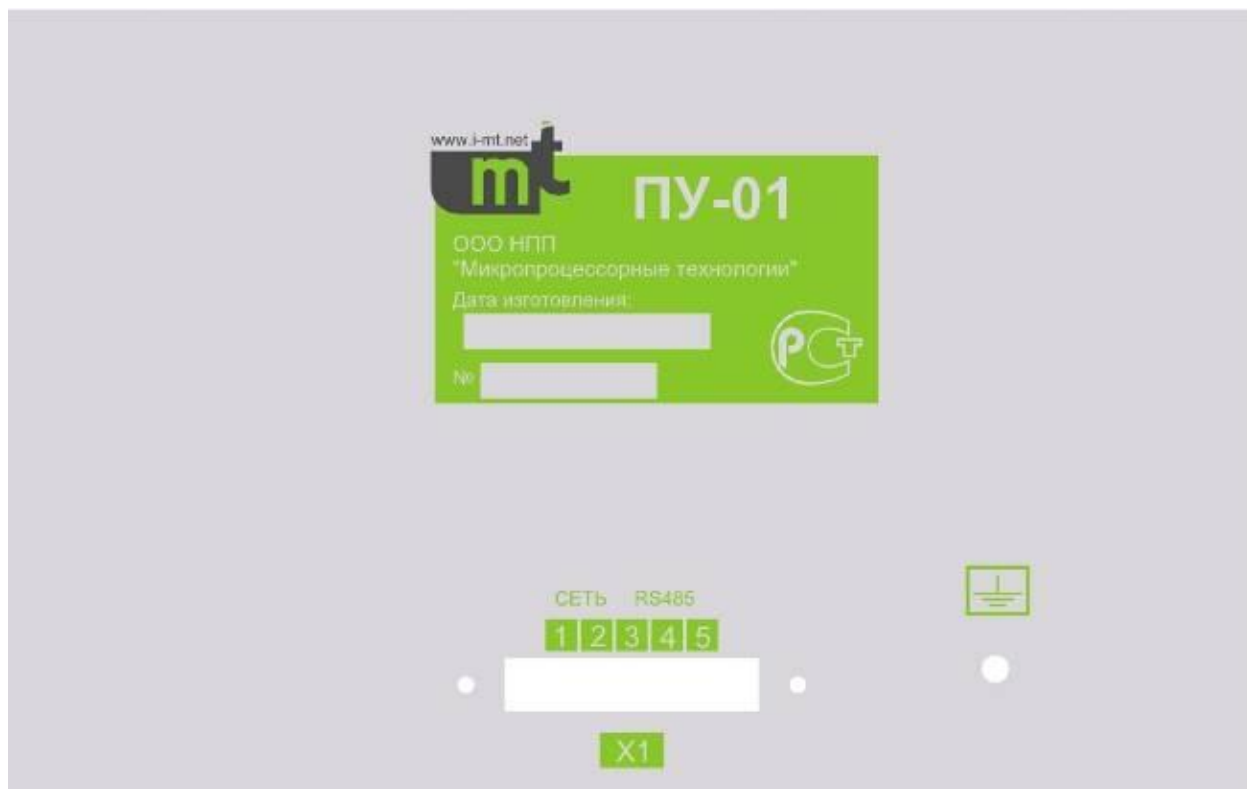 www.i-mt.net
mt
ПУ-01
ООО НПП
"Микропроцессорные технологии"
Дата изготовления:
№
РСТ
СЕТЬ RS485
1 2 3 4 5
X1